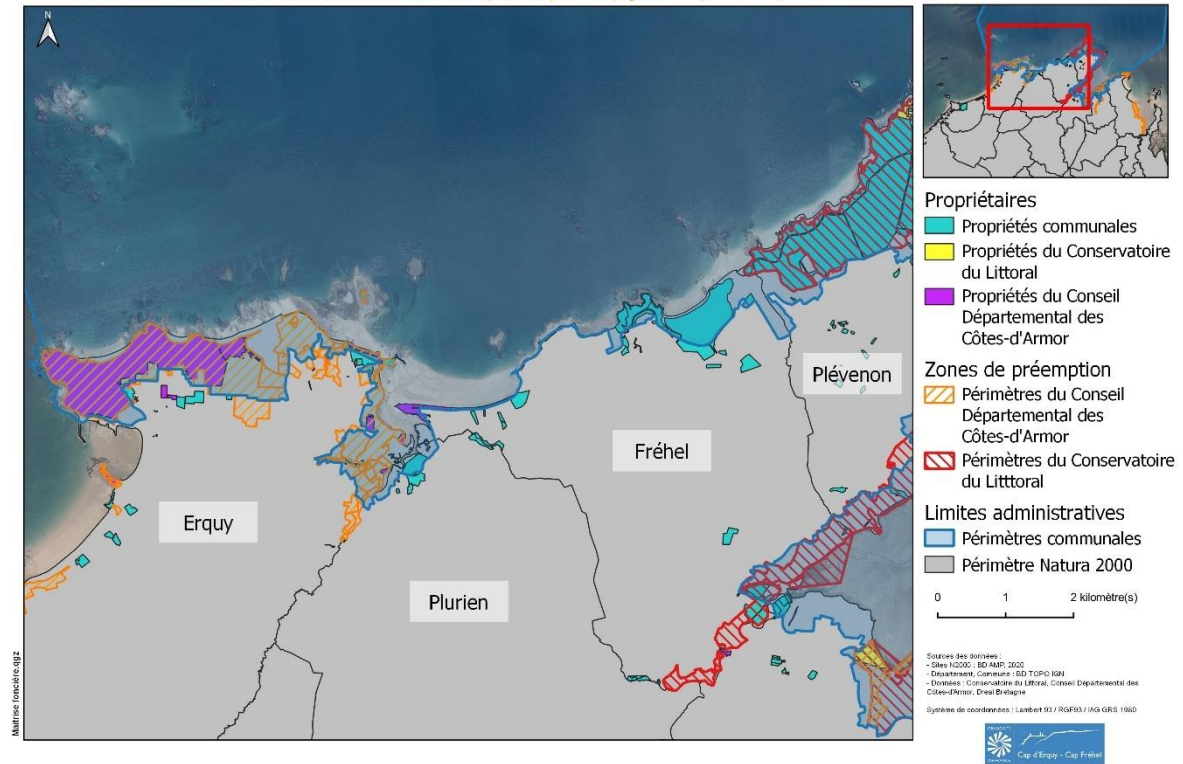 N
Plévenon
Fréhel
Erquy
Plurien
Maitrise foncière.qgz
Propriétaires
Propriétés communales
Propriétés du Conservatoire
du Littoral
Propriétés du Conseil
Départemental des
Côtes-d'Armor
Zones de préemption
Périmètres du Conseil
Départemental des
Côtes-d'Armor
Périmètres du Conservatoire
du Litttoral
Limites administratives
Périmètres communales
Périmètre Natura 2000
0 1 2 kilomètre(s)
Sources des données :
- Sites N2000 : BD AMP, 2020
- Département, Commune : BD TOPO IGN
- Données : Conservatoire du Littoral, Conseil Départemental des
Côtes-d'Armor, Dreal Bretagne
Système de coordonnées : Lambert 93 / RGF93 / IAG GRS 1980
Cap d'Erquy - Cap Fréhel